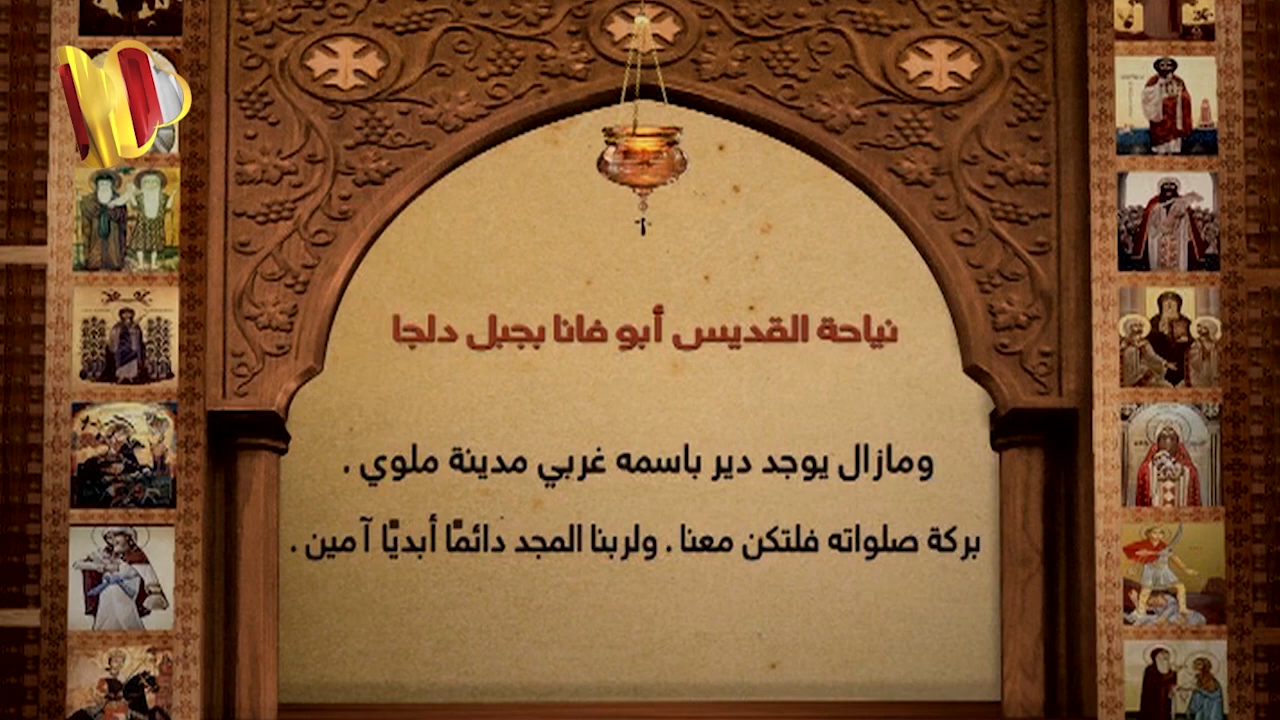 نياحة القديس أبو فانا بجبل دلجا
ومازال يوجد دير باسمه غربي مدينة ملوي .
بركة صلواته فلتكن معنا . ولربنا المجد دائمًا أبديًا آمين .